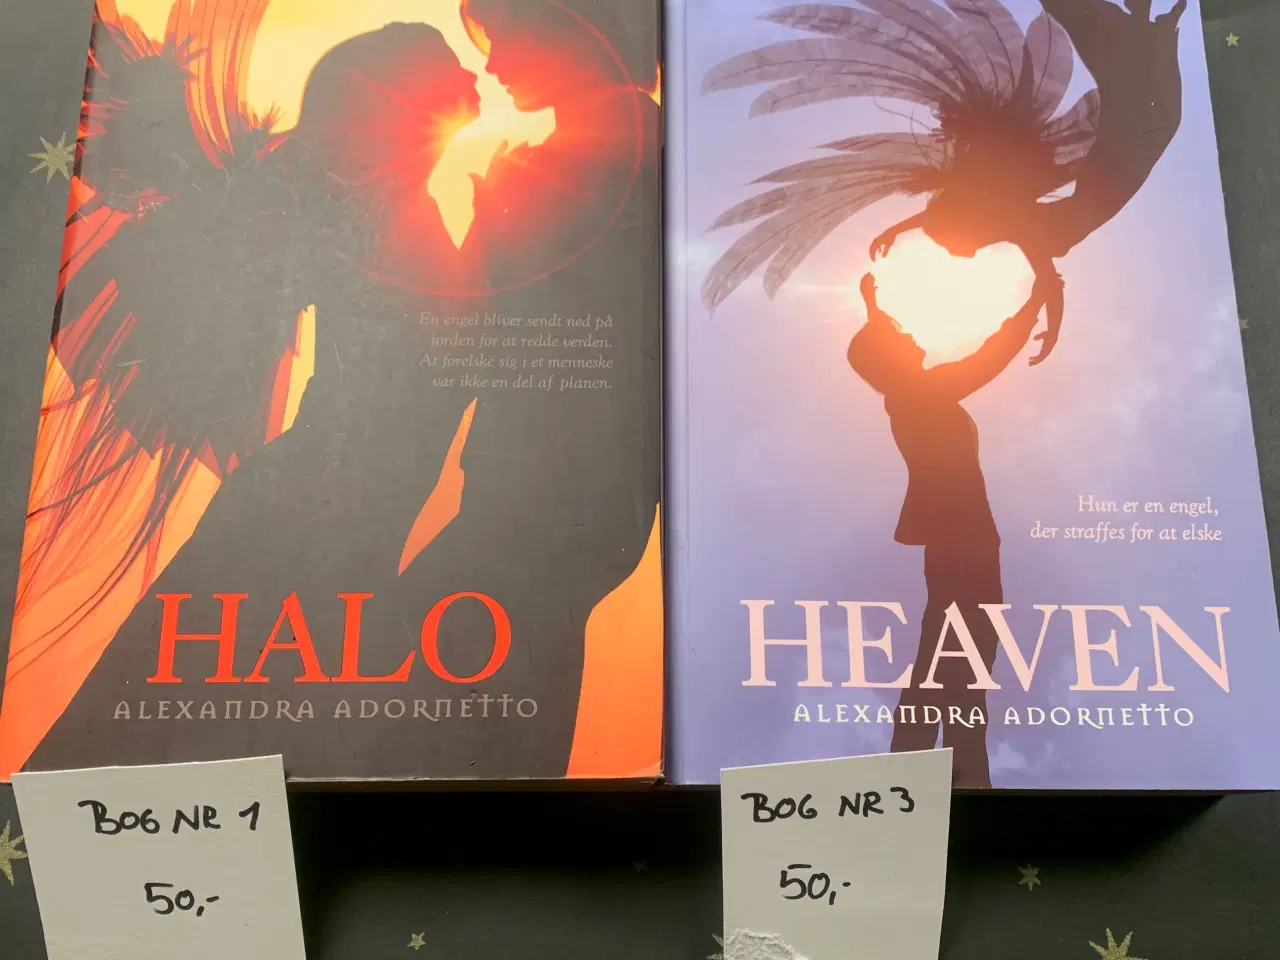 En engel bliver sendt ned på
jorden for at redde verden.
At forelske sig i et menneske
var ikke en del af planen.
HALO
ALEXANDRA ADORNETTO
BOG NR 1
50,-
Hun er en engel,
der straffes for at elske
HEAVEN
ALEXANDRA ADORNETTO
BOG NR 3
50,-